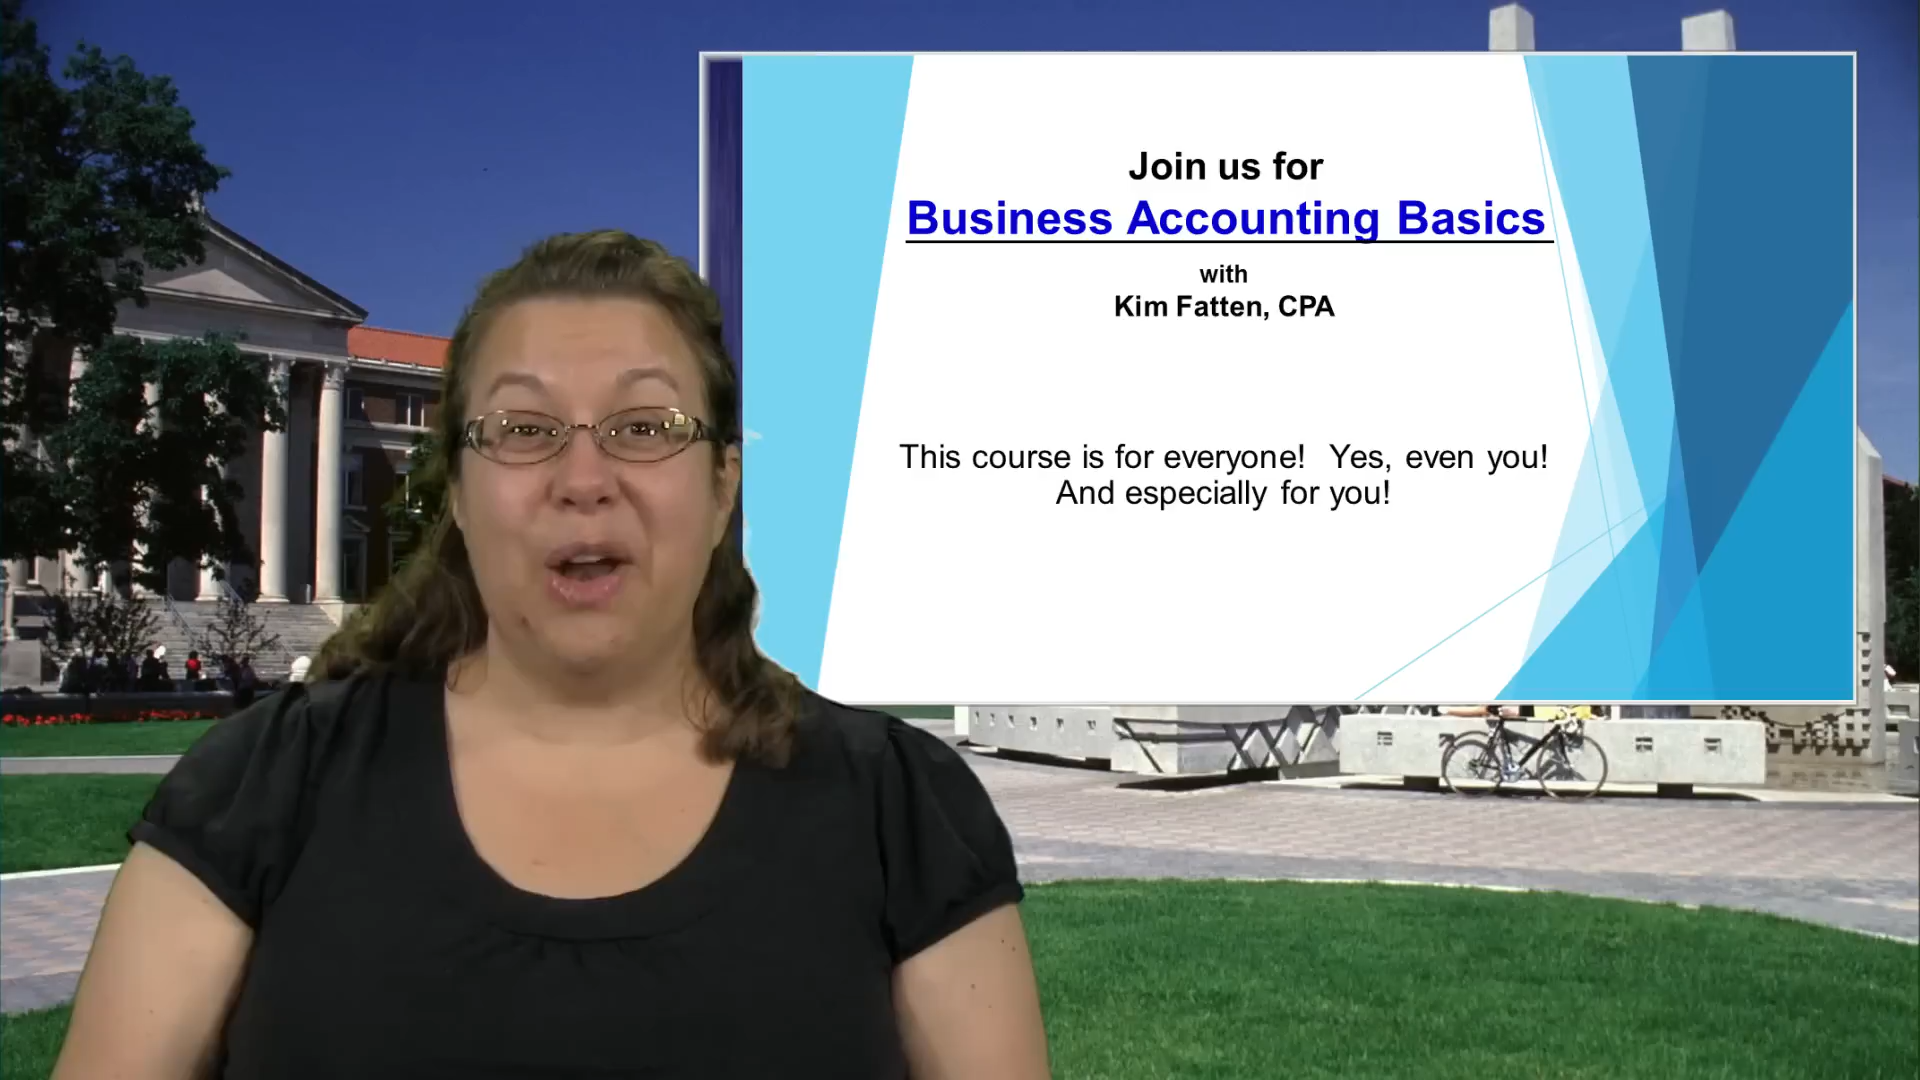 Join us for
Business Accounting Basics
with
Kim Fatten, CPA
This course is for everyone! Yes, even you!
And especially for you!